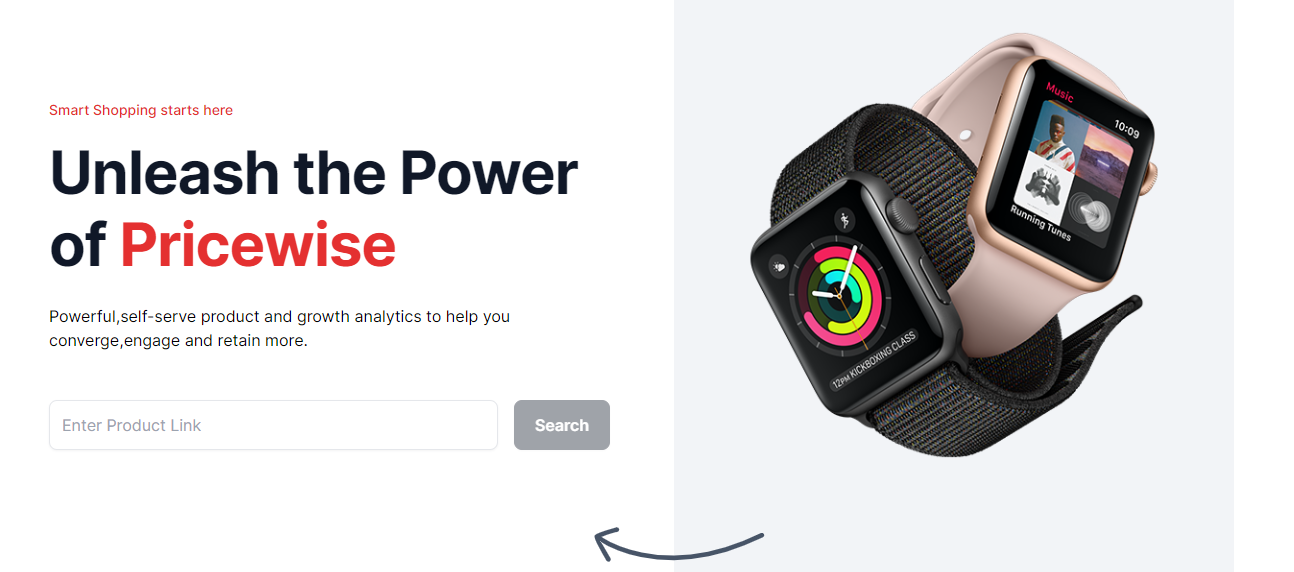 Smart Shopping starts here
Unleash the Power
of Pricewise
Powerful,self-serve product and growth analytics to help you
converge,engage and retain more.
Enter Product Link
Search
Music
10:09
Running Tunes
12PM KICKBOXING CLASS